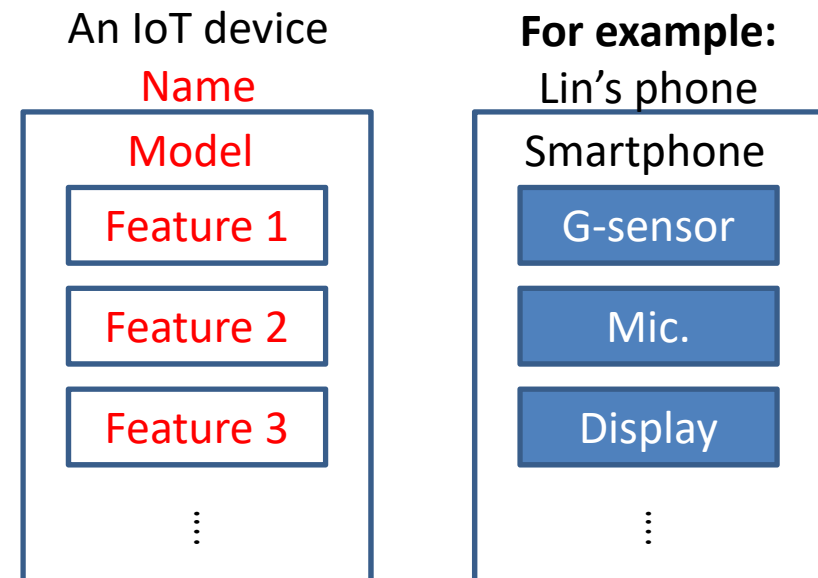 An IoT device
Name
Model
Feature 1
Feature 2
Feature 3
For example:
Lin’s phone
Smartphone
G-sensor
Mic.
Display